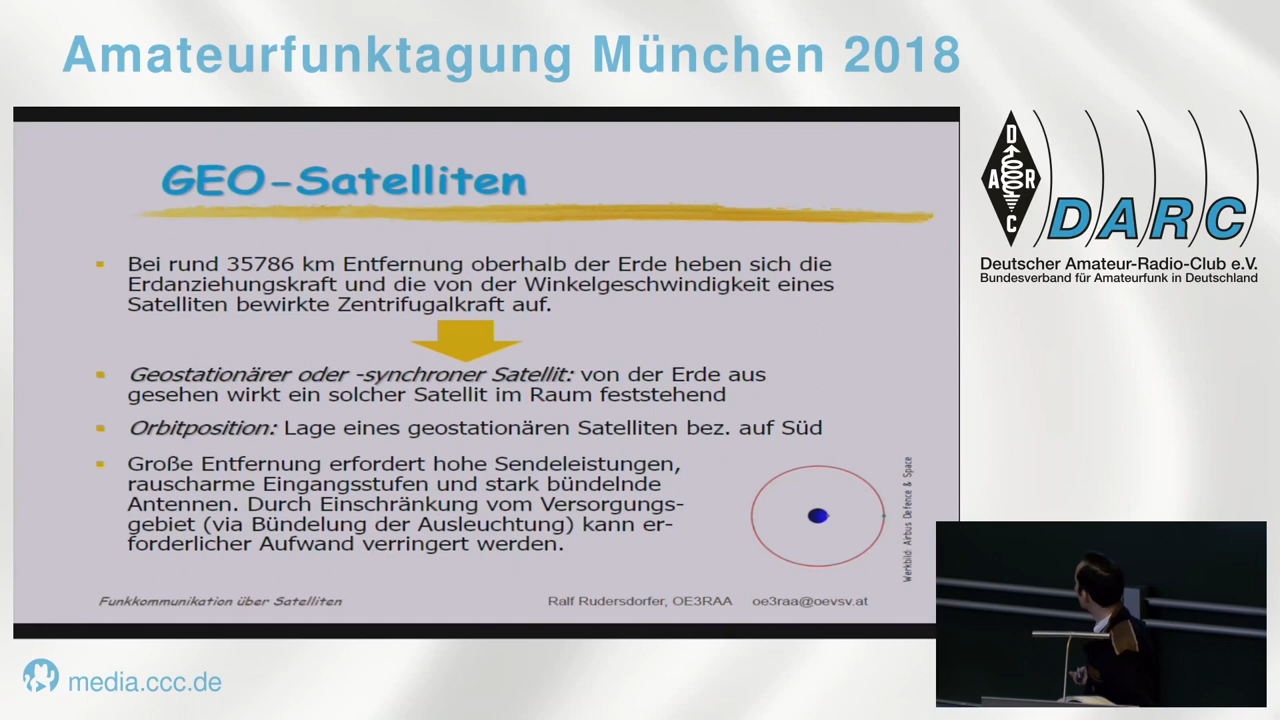 Amateurfunktagung München 2018
GEO-Satelliten
Bei rund 35786 km Entfernung oberhalb der Erde heben sich die
Erdanziehungskraft und die von der Winkelgeschwindigkeit eines
Satelliten bewirkte Zentrifugalkraft auf.
Geostationärer oder -synchroner Satellit: von der Erde aus
gesehen wirkt ein solcher Satellit im Raum feststehend
Orbitposition: Lage eines geostationären Satelliten bez. auf Süd
Große Entfernung erfordert hohe Sendeleistungen,
rauscharme Eingangsstufen und stark bündelnde
Antennen. Durch Einschränkung vom Versorgungs-
gebiet (via Bündelung der Ausleuchtung) kann er-
forderlicher Aufwand verringert werden.
Werkbild: Airbus Defence & Space
Funkkommunikation über Satelliten
Ralf Rudersdorfer, OE3RAA oe3raa@oevsv.at
D
A R
C
DARC
Deutscher Amateur-Radio-Club e.V.
Bundesverband für Amateurfunk in Deutschland
media.ccc.de